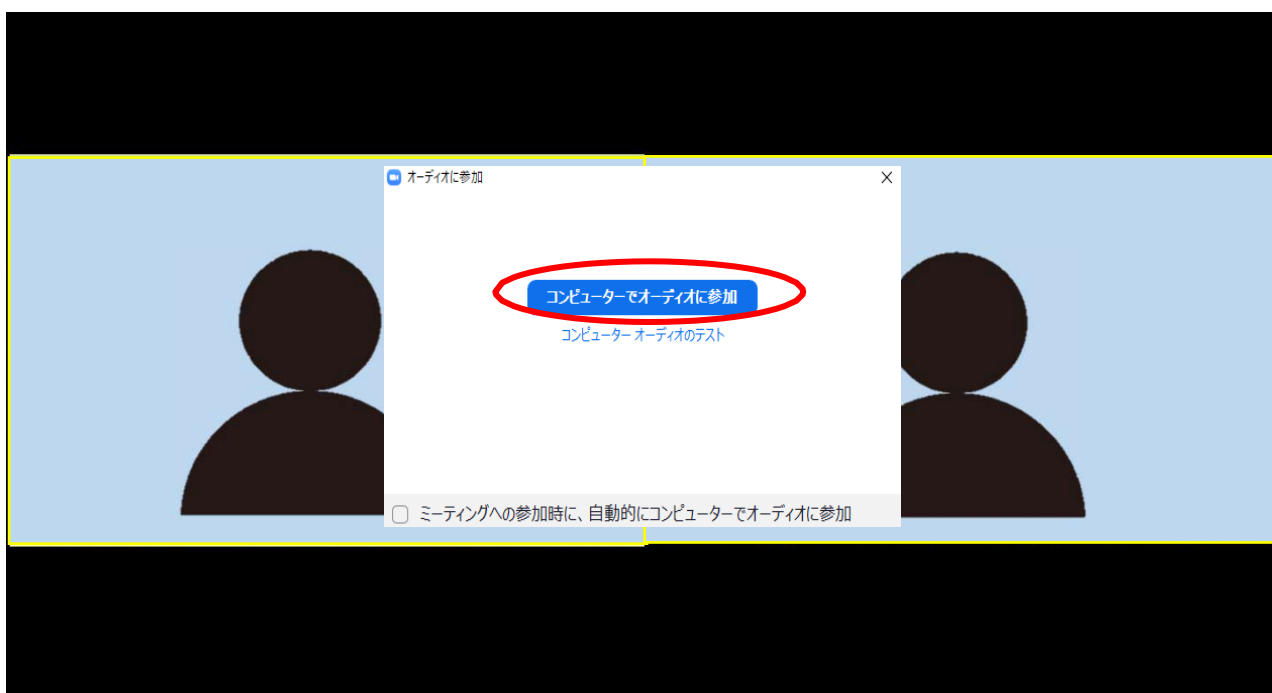 オーディオに参加
コンピューターでオーディオに参加
コンピューター オーディオのテスト
ミーティングへの参加時に、自動的にコンピューターでオーディオに参加